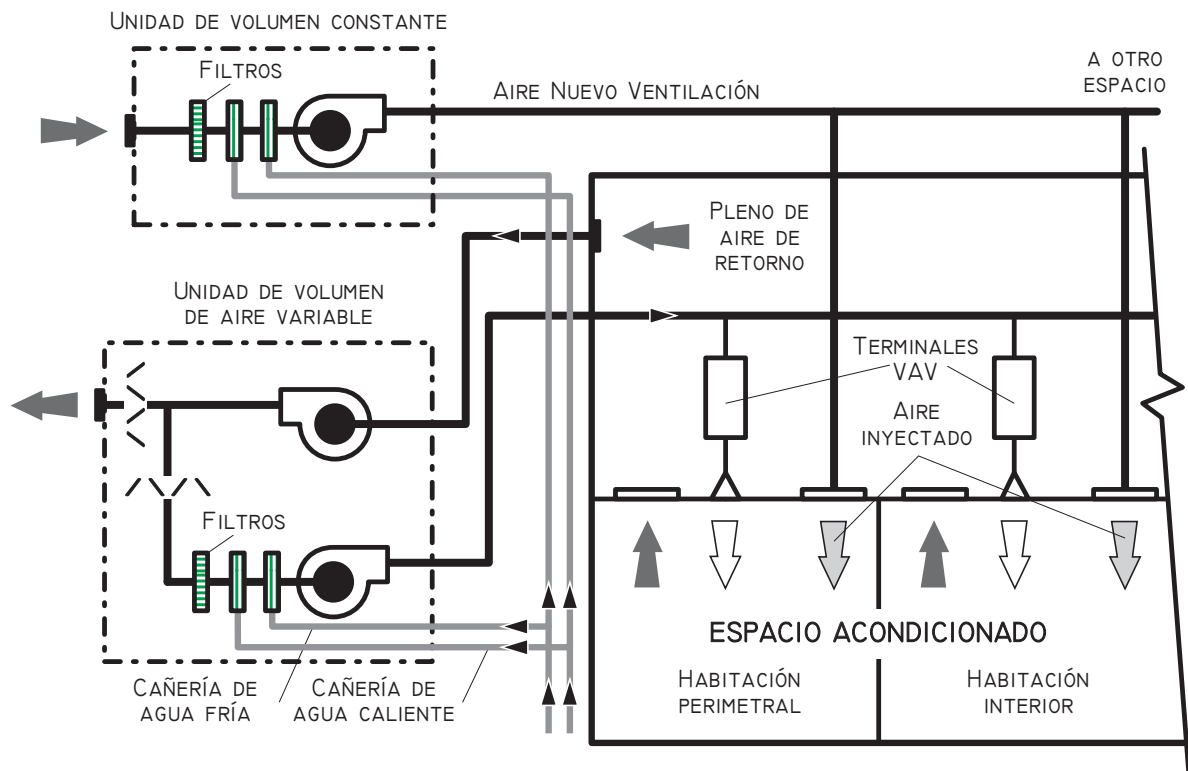 UNIDAD DE VOLUMEN CONSTANTE
FILTROS
AIRE NUEVO VENTILACIÓN
A OTRO
ESPACIO
PLENO DE
AIRE DE
RETORNO
UNIDAD DE VOLUMEN
DE AIRE VARIABLE
TERMINALES
VAV
AIRE
INYECTADO
FILTROS
ESPACIO ACONDICIONADO
CAÑERÍA DE
AGUA FRÍA
CAÑERÍA DE
AGUA CALIENTE
HABITACIÓN
PERIMETRAL
HABITACIÓN
INTERIOR